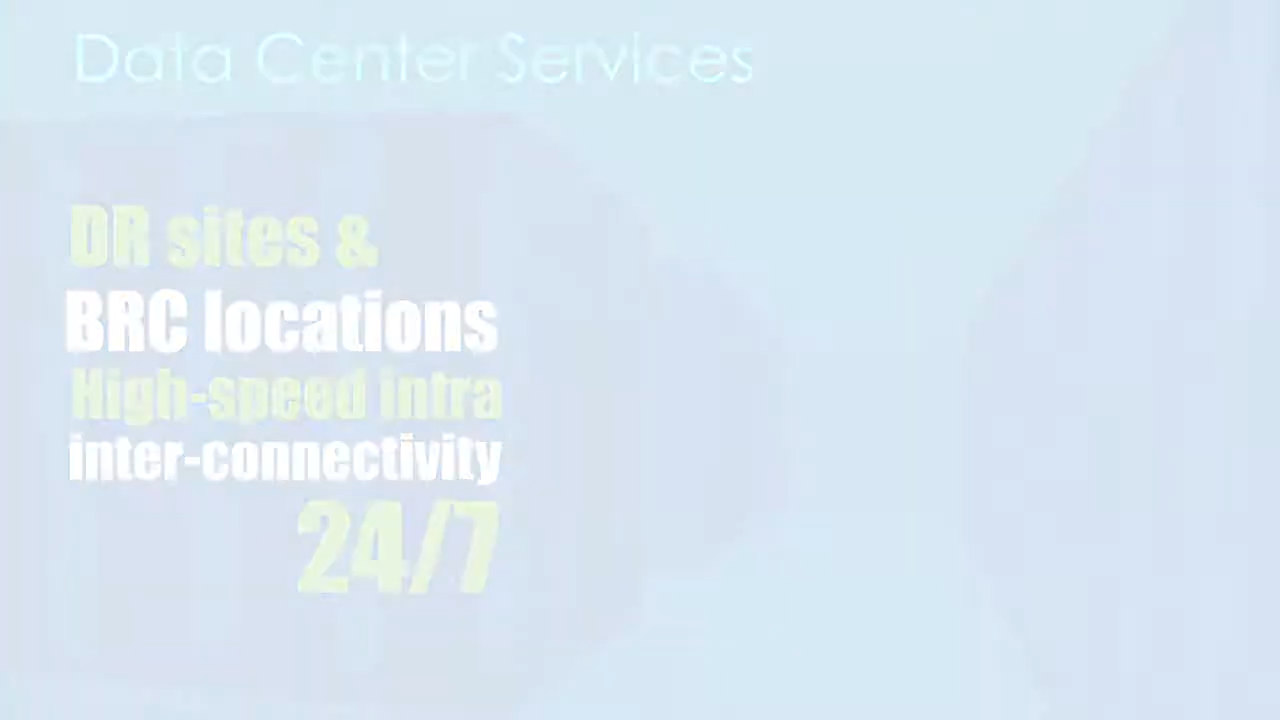 Data Center Services
DR sites &
BRC locations
High-speed intra
inter-connectivity
24/7